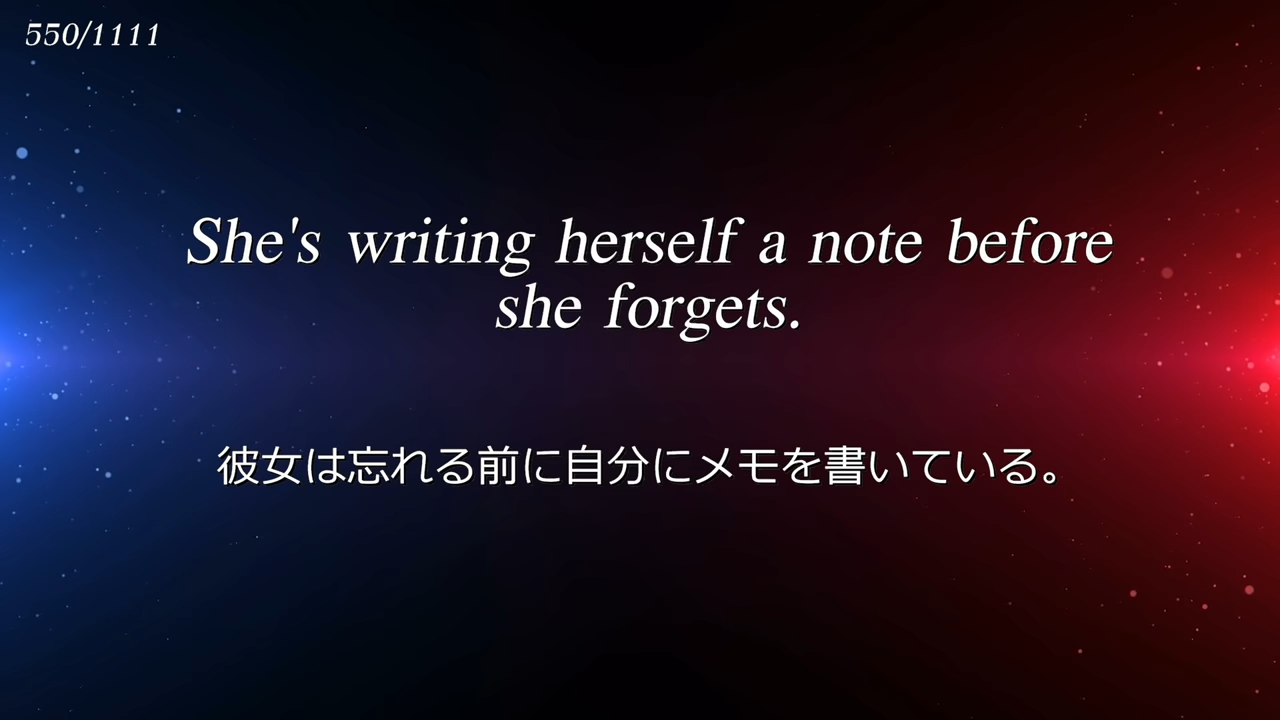 550/1111
She's writing herself a note before
she forgets.
彼女は忘れる前に自分にメモを書いている。